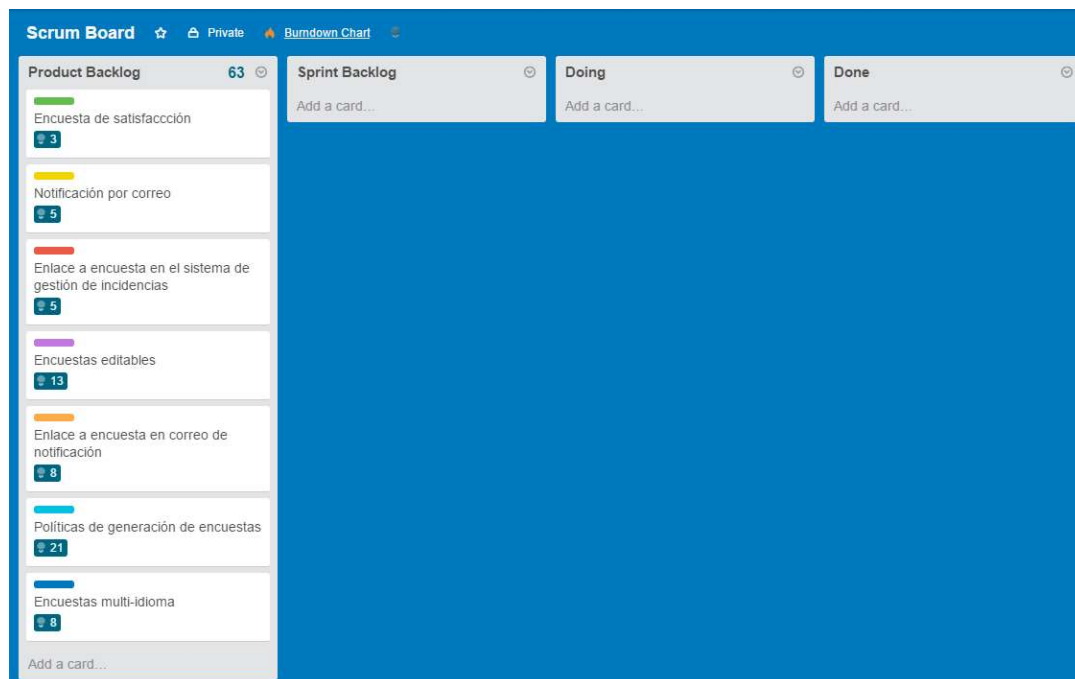 Scrum Board Private Burndown Chart
Product Backlog 63
Encuesta de satisfaccción
3
Notificación por correo
5
Enlace a encuesta en el sistema de
gestión de incidencias
5
Encuestas editables
13
Enlace a encuesta en correo de
notificación
8
Políticas de generación de encuestas
21
Encuestas multi-idioma
8
Add a card...
Sprint Backlog
Add a card...
Doing
Add a card...
Done
Add a card...